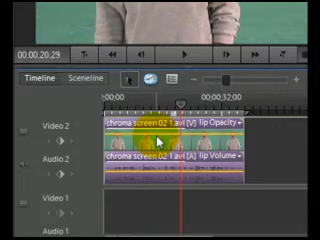 00;00;20;29
Timeline
Sceneline
;00;00
00;00;32;00
Video 2
chroma screen 02 1.avi [V] lip Opacity
Audio 2
chroma screen 02 1.avi [A] lip Volume
Video 1
Audio 1